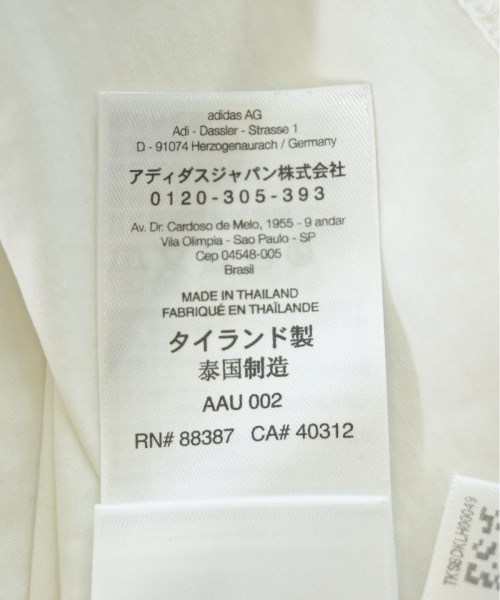 adidas AG
Adi - Dassler - Strasse 1
D - 91074 Herzogenaurach / Germany
アディダスジャパン株式会社
0120-305-393
Av. Dr. Cardoso de Melo, 1955 - 9 andar
Vila Olimpia - Sao Paulo - SP
Cep 04548-005
Brasil
MADE IN THAILAND
FABRIQUÉ EN THAÏLANDE
タイランド製
泰国制造
AAU 002
RN# 88387 CA# 40312